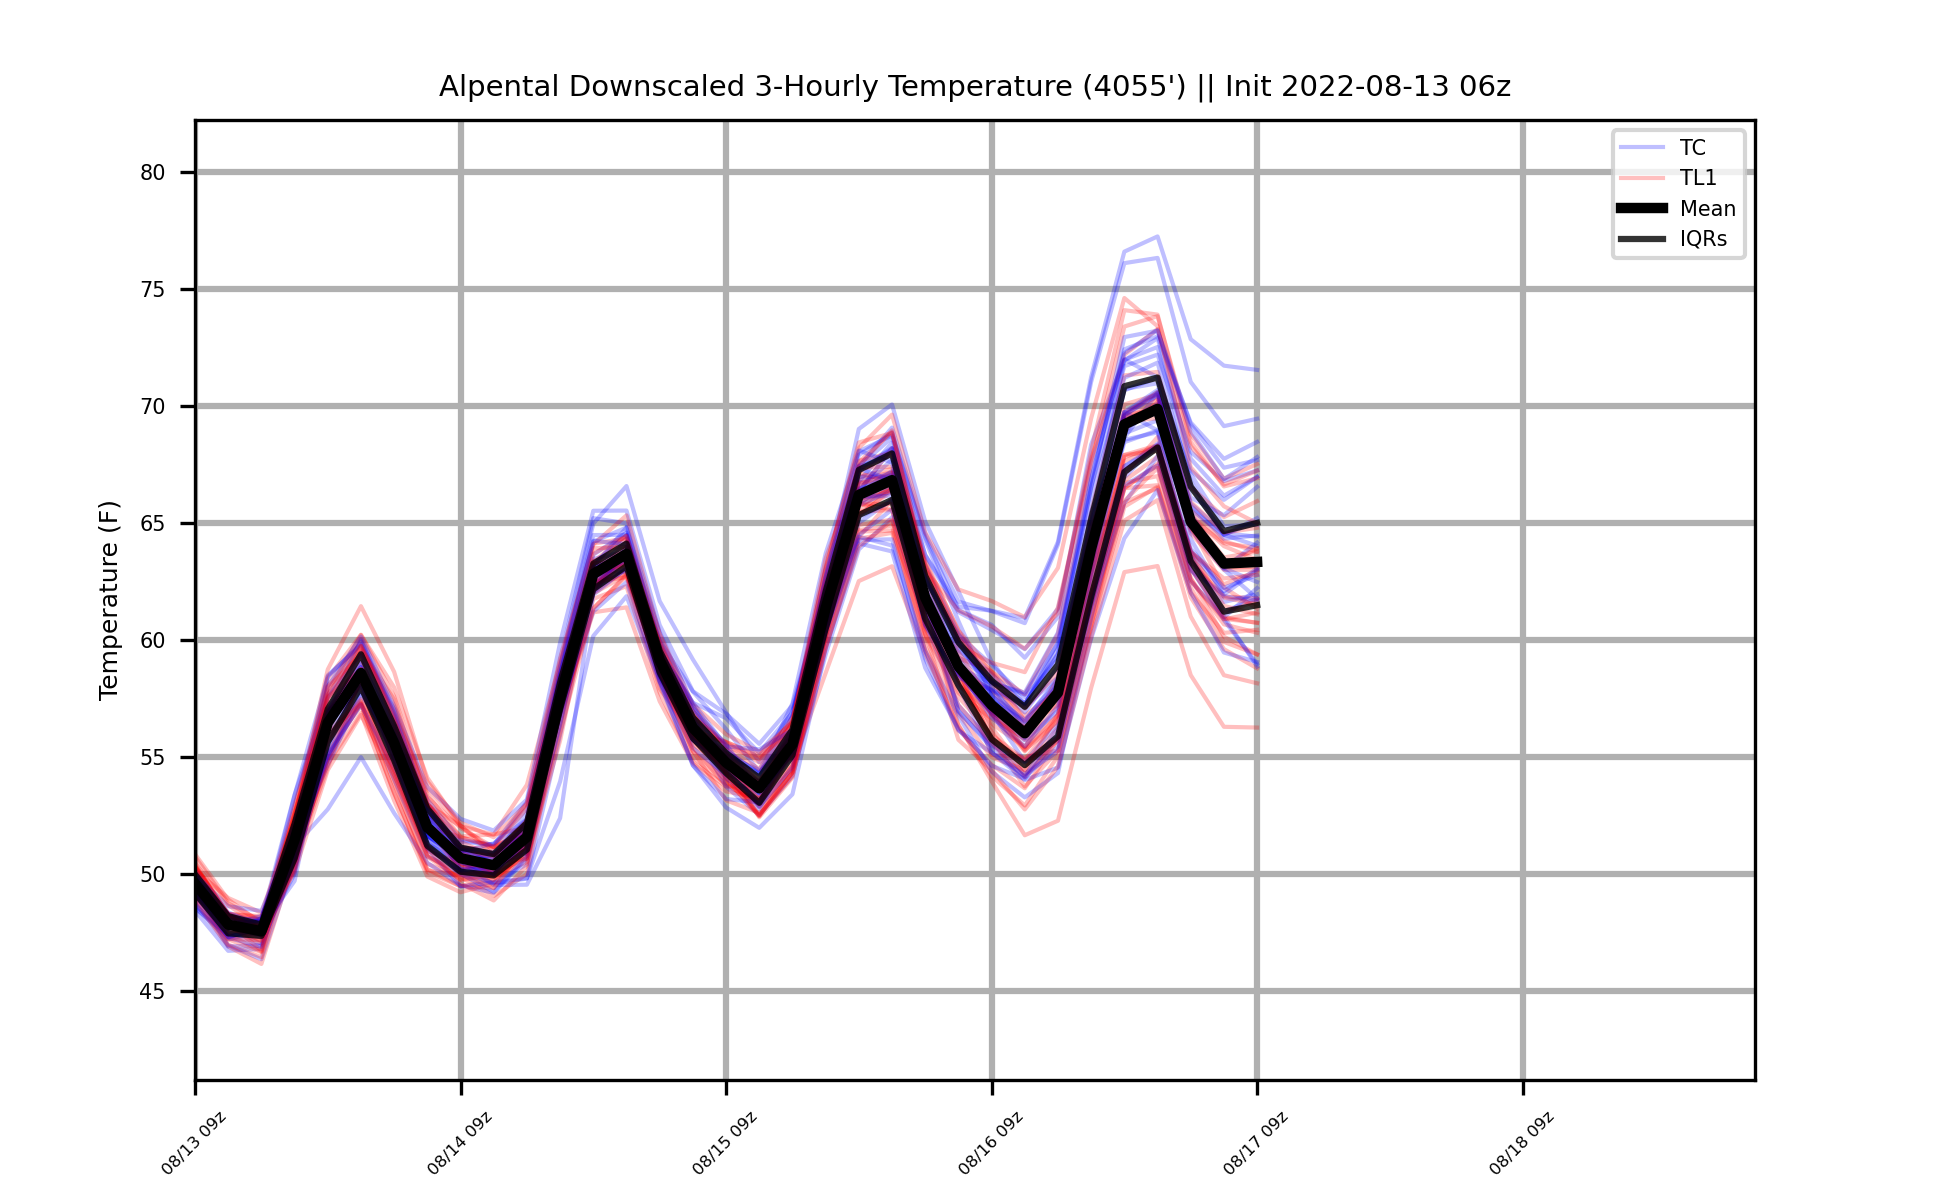 Alpental Downscaled 3-Hourly Temperature (4055') || Init 2022-08-13 06z
TC
TL1
Mean
IQRs
Temperature (F)
80
75
70
65
60
55
50
45
08/13 09z
08/14 09z
08/15 09z
08/16 09z
08/17 09z
08/18 09z